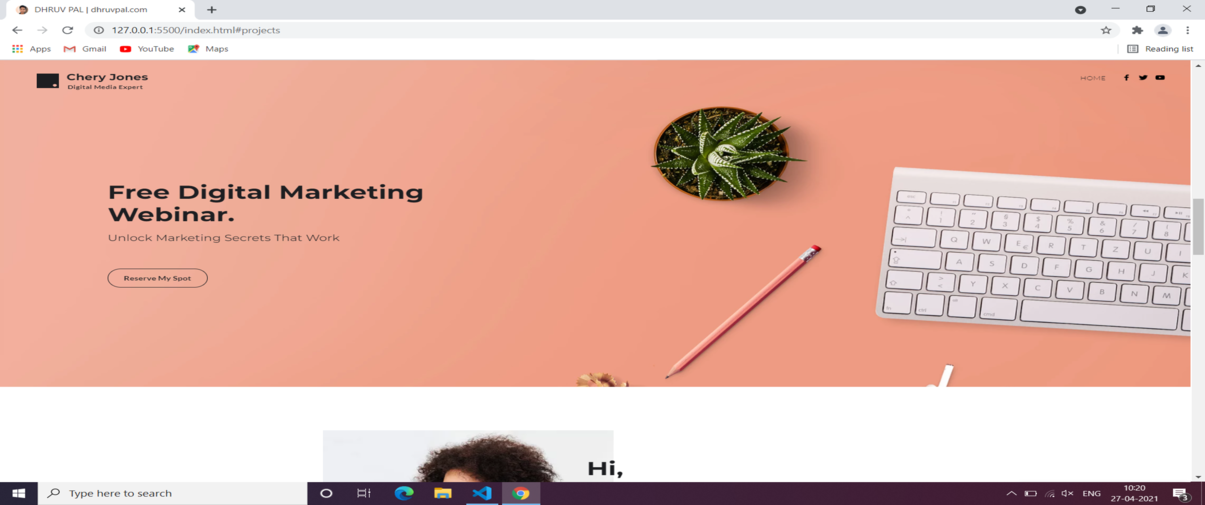 DHRUV PAL | dhruvpal.com
127.0.0.1:5500/index.html#projects
Apps Gmail YouTube Maps Reading list
Chery Jones
Digital Media Expert
HOME
Free Digital Marketing
Webinar.
Unlock Marketing Secrets That Work
Reserve My Spot
Hi,
Type here to search
ENG
10:20
27-04-2021
3